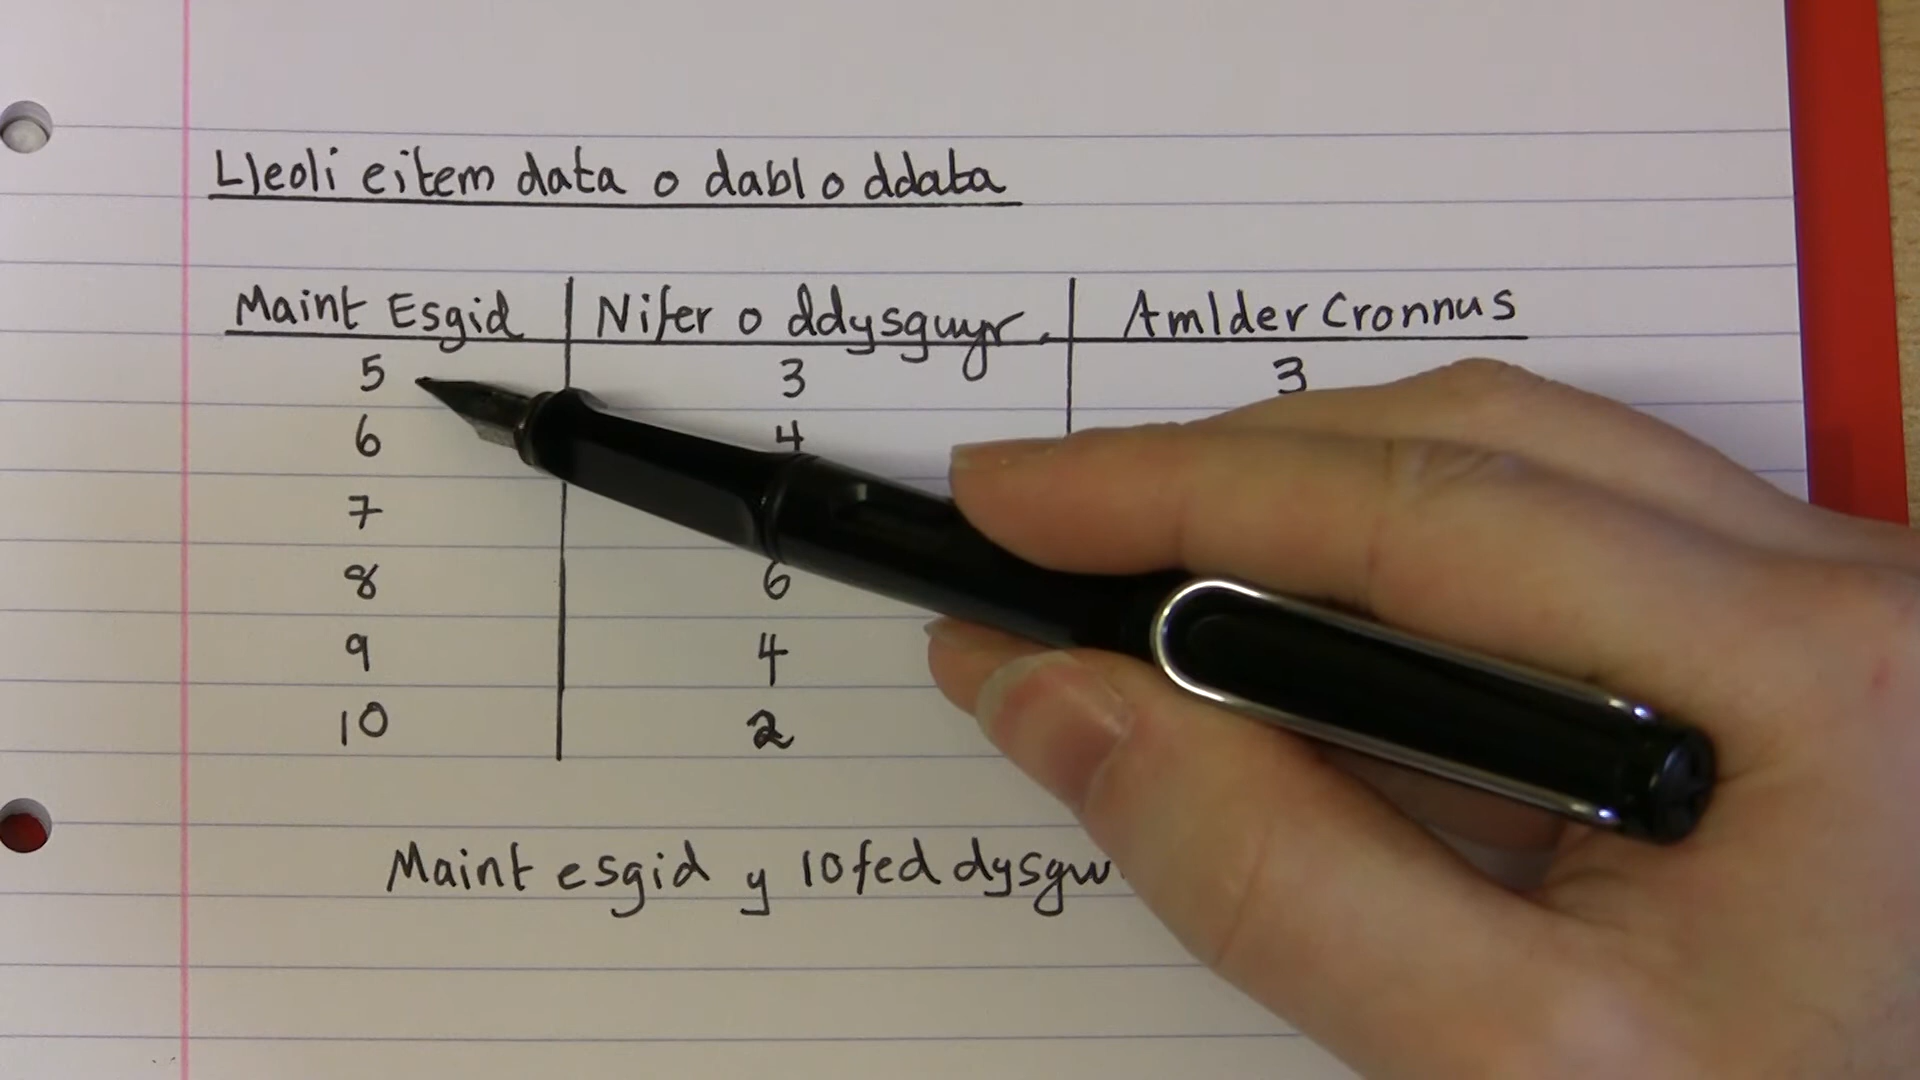 Lleoli eitem data o dabl o ddata
Maint Esgid Nifer o ddysgwyr Amlder Cronnus
5 3 3
6 4
7
8 6
9 4
10 2
Maint esgid y 10fed